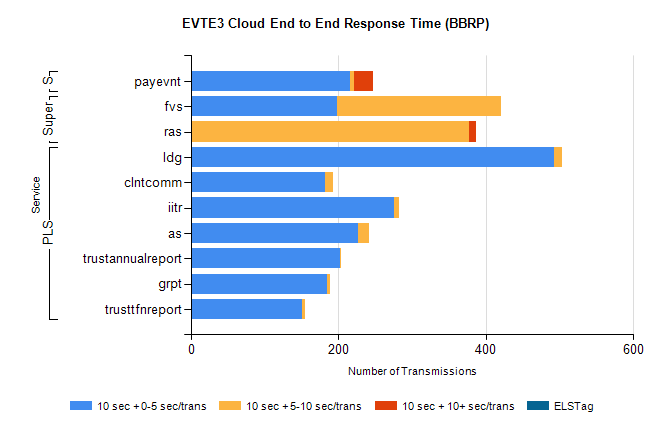 EVTE3 Cloud End to End Response Time (BBRP)
payevnt
fvs
ras
ldg
clntcomm
iitr
as
trustannualreport
grpt
trusttfnreport
Super
PLS
Service
0
200
400
600
Number of Transmissions
10 sec +0-5 sec/trans
10 sec +5-10 sec/trans
10 sec + 10+ sec/trans
ELSTag